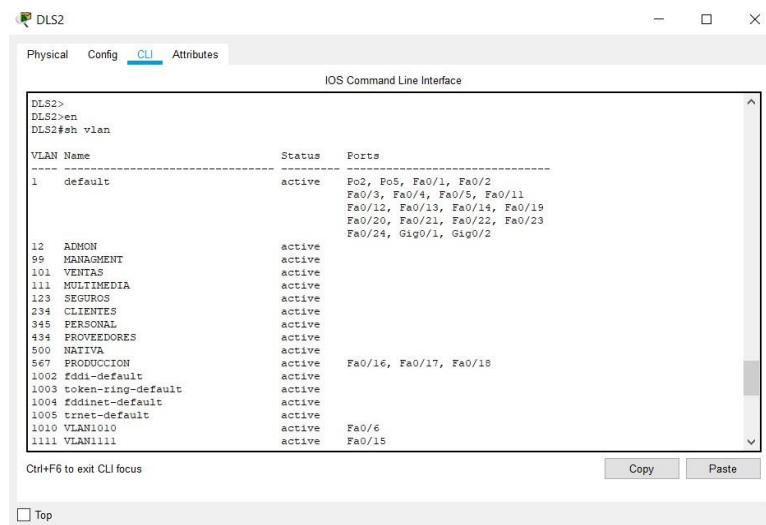 DLS2
Physical Config CLI Attributes
IOS Command Line Interface
DLS2>
DLS2>en
DLS2#sh vlan
VLAN Name Status Ports
---- -------------------------------- --------- -------------------------------
1 default active Po2, Po5, Fa0/1, Fa0/2
Fa0/3, Fa0/4, Fa0/5, Fa0/11
Fa0/12, Fa0/13, Fa0/14, Fa0/19
Fa0/20, Fa0/21, Fa0/22, Fa0/23
Fa0/24, Gig0/1, Gig0/2
12 ADMON active
99 MANAGMENT active
101 VENTAS active
111 MULTIMEDIA active
123 SEGUROS active
234 CLIENTES active
345 PERSONAL active
434 PROVEEDORES active
500 NATIVA active
567 PRODUCCION active Fa0/16, Fa0/17, Fa0/18
1002 fddi-default active
1003 token-ring-default active
1004 fddinet-default active
1005 trnet-default active
1010 VLAN1010 active Fa0/6
1111 VLAN1111 active Fa0/15
Ctrl+F6 to exit CLI focus Copy Paste
Top